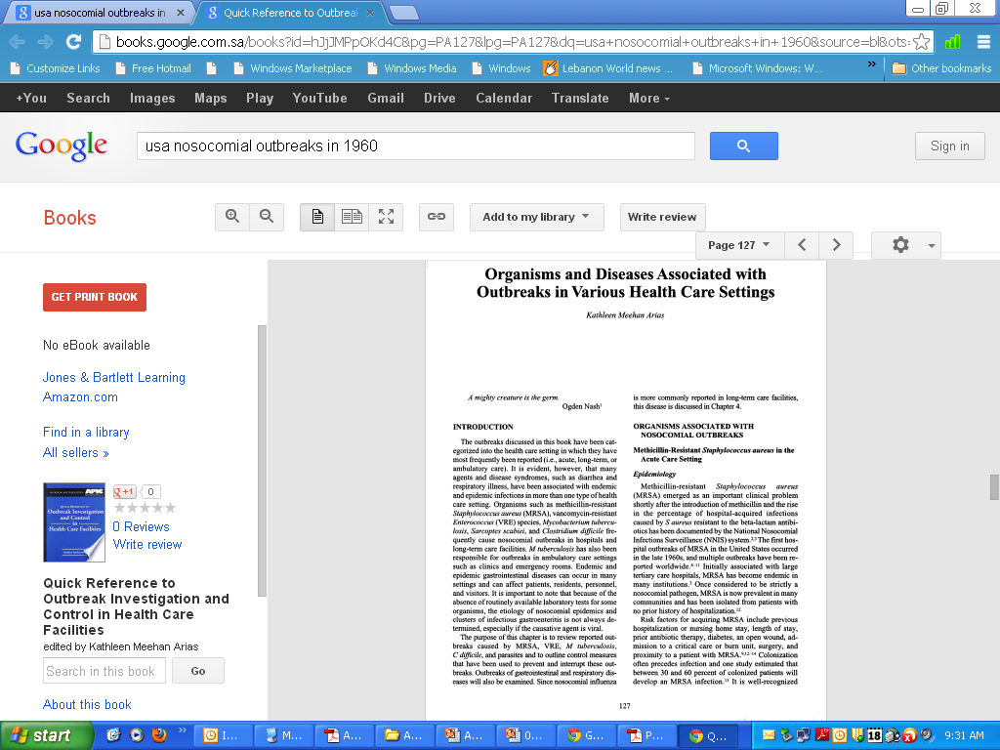 usa nosocomial outbreaks in
Quick Reference to Outbrea
books.google.com.sa/books?id=hJjJMPpOKd4C&pg=PA127&lpg=PA127&dq=usa+nosocomial+outbreaks+in+1960&source=bl&ots
Customize Links Free Hotmail Windows Marketplace Windows Media Windows Lebanon World news ... Microsoft Windows: W... » Other bookmarks
+You Search Images Maps Play YouTube Gmail Drive Calendar Translate More
Google usa nosocomial outbreaks in 1960 Sign in
Books Add to my library Write review
Page 127
GET PRINT BOOK
No eBook available
Jones & Bartlett Learning
Amazon.com
Find in a library
All sellers »
+1 0
0 Reviews
Write review
APIC
Outbreak Investigation
and Control
in
Health Care Facilities
Quick Reference to
Outbreak Investigation and
Control in Health Care
Facilities
edited by Kathleen Meehan Arias
Search in this book Go
About this book
Organisms and Diseases Associated with
Outbreaks in Various Health Care Settings
Kathleen Meehan Arias
A mighty creature is the germ.
Ogden Nash¹
INTRODUCTION
The outbreaks discussed in this book have been cat-
egorized into the health care setting in which they have
most frequently been reported (i.e., acute, long-term, or
ambulatory care). It is evident, however, that many
agents and disease syndromes, such as diarrhea and
respiratory illness, have been associated with endemic
and epidemic infections in more than one type of health
care setting. Organisms such as methicillin-resistant
Staphylococcus aureus (MRSA), vancomycin-resistant
Enterococcus (VRE) species, Mycobacterium tubercu-
losis, Sarcoptes scabiei, and Clostridium difficile fre-
quently cause nosocomial outbreaks in hospitals and
long-term care facilities. M tuberculosis has also been
responsible for outbreaks in ambulatory care settings
such as clinics and emergency rooms. Endemic and
epidemic gastrointestinal diseases can occur in many
settings and can affect patients, residents, personnel,
and visitors. It is important to note that because of the
absence of routinely available laboratory tests for some
organisms, the etiology of nosocomial epidemics and
clusters of infectious gastroenteritis is not always de-
termined, especially if the causative agent is viral.
The purpose of this chapter is to review reported out-
breaks caused by MRSA, VRE, M tuberculosis,
C difficile, and parasites and to outline control measures
that have been used to prevent and interrupt these out-
breaks. Outbreaks of gastrointestinal and respiratory dis-
eases will also be examined. Since nosocomial influenza
is more commonly reported in long-term care facilities,
this disease is discussed in Chapter 4.
ORGANISMS ASSOCIATED WITH
NOSOCOMIAL OUTBREAKS
Methicillin-Resistant Staphylococcus aureus in the
Acute Care Setting
Epidemiology
Methicillin-resistant Staphylococcus aureus
(MRSA) emerged as an important clinical problem
shortly after the introduction of methicillin and the rise
in the percentage of hospital-acquired infections
caused by S aureus resistant to the beta-lactam antibi-
otics has been documented by the National Nosocomial
Infections Surveillance (NNIS) system.²,³ The first hos-
pital outbreaks of MRSA in the United States occurred
in the late 1960s, and multiple outbreaks have been re-
ported worldwide.⁴⁻¹¹ Initially associated with large
tertiary care hospitals, MRSA has become endemic in
many institutions.³ Once considered to be strictly a
nosocomial pathogen, MRSA is now prevalent in many
communities and has been isolated from patients with
no prior history of hospitalization.¹²
Risk factors for acquiring MRSA include previous
hospitalization or nursing home stay, length of stay,
prior antibiotic therapy, diabetes, an open wound, ad-
mission to a critical care or burn unit, surgery, and
proximity to a patient with MRSA.⁹,¹²⁻¹⁴ Colonization
often precedes infection and one study estimated that
between 30 and 60 percent of colonized patients will
develop an MRSA infection.¹⁵ It is well-recognized
127
start » I... M... A... A... A... 0... G... P... Q... 18 9:31 AM